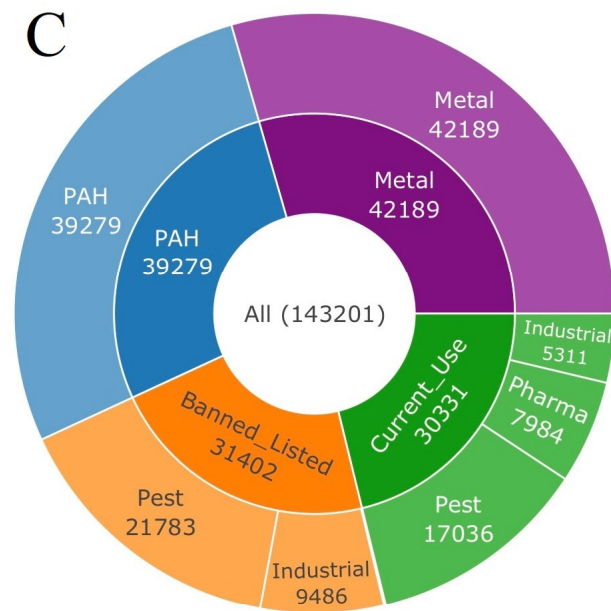 C
Metal
42189
Metal
42189
PAH
39279
PAH
39279
All (143201)
Industrial
5311
Pharma
7984
Current_Use
30331
Pest
17036
Banned_Listed
31402
Pest
21783
Industrial
9486